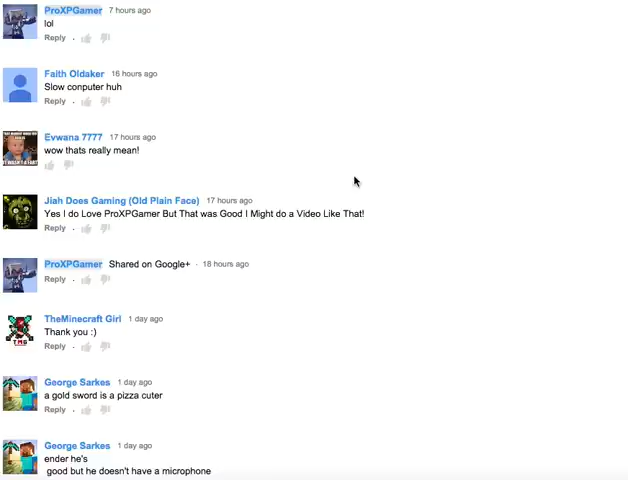 ProXPGamer 7 hours ago
lol
Reply ·
Faith Oldaker 16 hours ago
Slow conputer huh
Reply ·
Evwana 7777 17 hours ago
wow thats really mean!
Jiah Does Gaming (Old Plain Face) 17 hours ago
Yes I do Love ProXPGamer But That was Good I Might do a Video Like That!
Reply ·
ProXPGamer Shared on Google+ · 18 hours ago
Reply ·
TheMinecraft Girl 1 day ago
Thank you :)
Reply ·
TMG
George Sarkes 1 day ago
a gold sword is a pizza cuter
Reply ·
George Sarkes 1 day ago
ender he's
good but he doesn't have a microphone